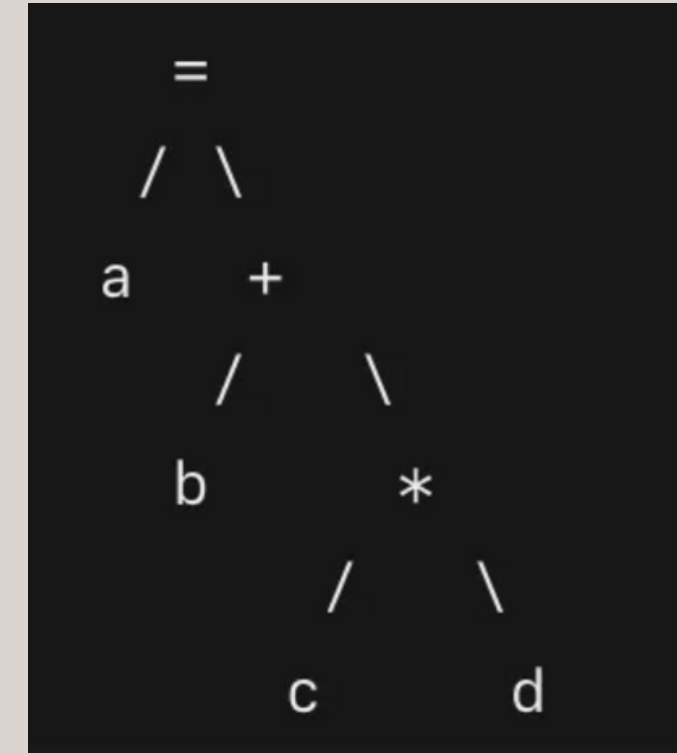 =
/ \
a +
/ \
b *
/ \
c d